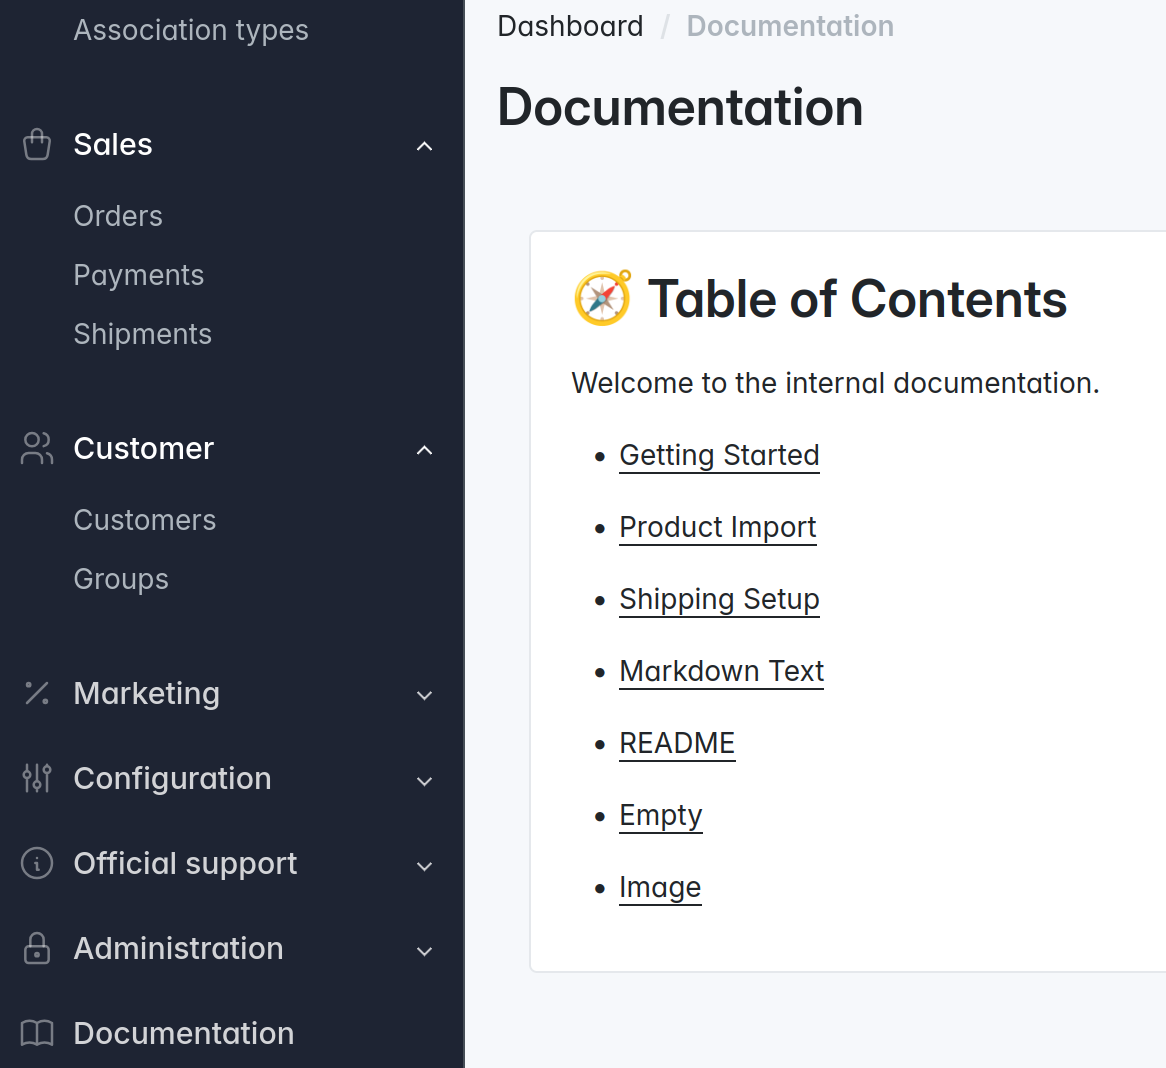 Association types
Sales
Orders
Payments
Shipments
Customer
Customers
Groups
Marketing
Configuration
Official support
Administration
Documentation
Dashboard / Documentation
Documentation
🧭 Table of Contents
Welcome to the internal documentation.
• Getting Started
• Product Import
• Shipping Setup
• Markdown Text
• README
• Empty
• Image